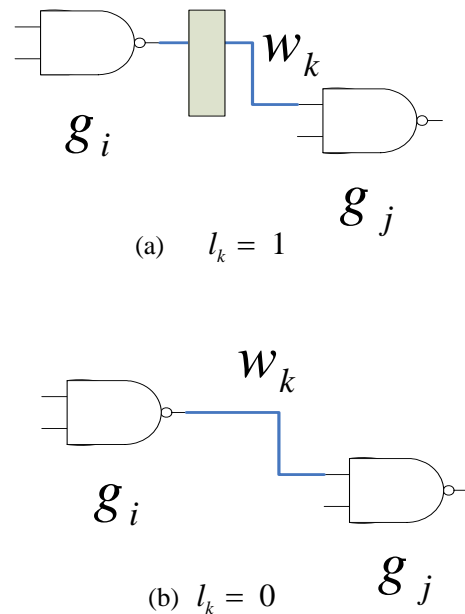 w_k
g_i
g_j
(a) l_k = 1
w_k
g_i
g_j
(b) l_k = 0